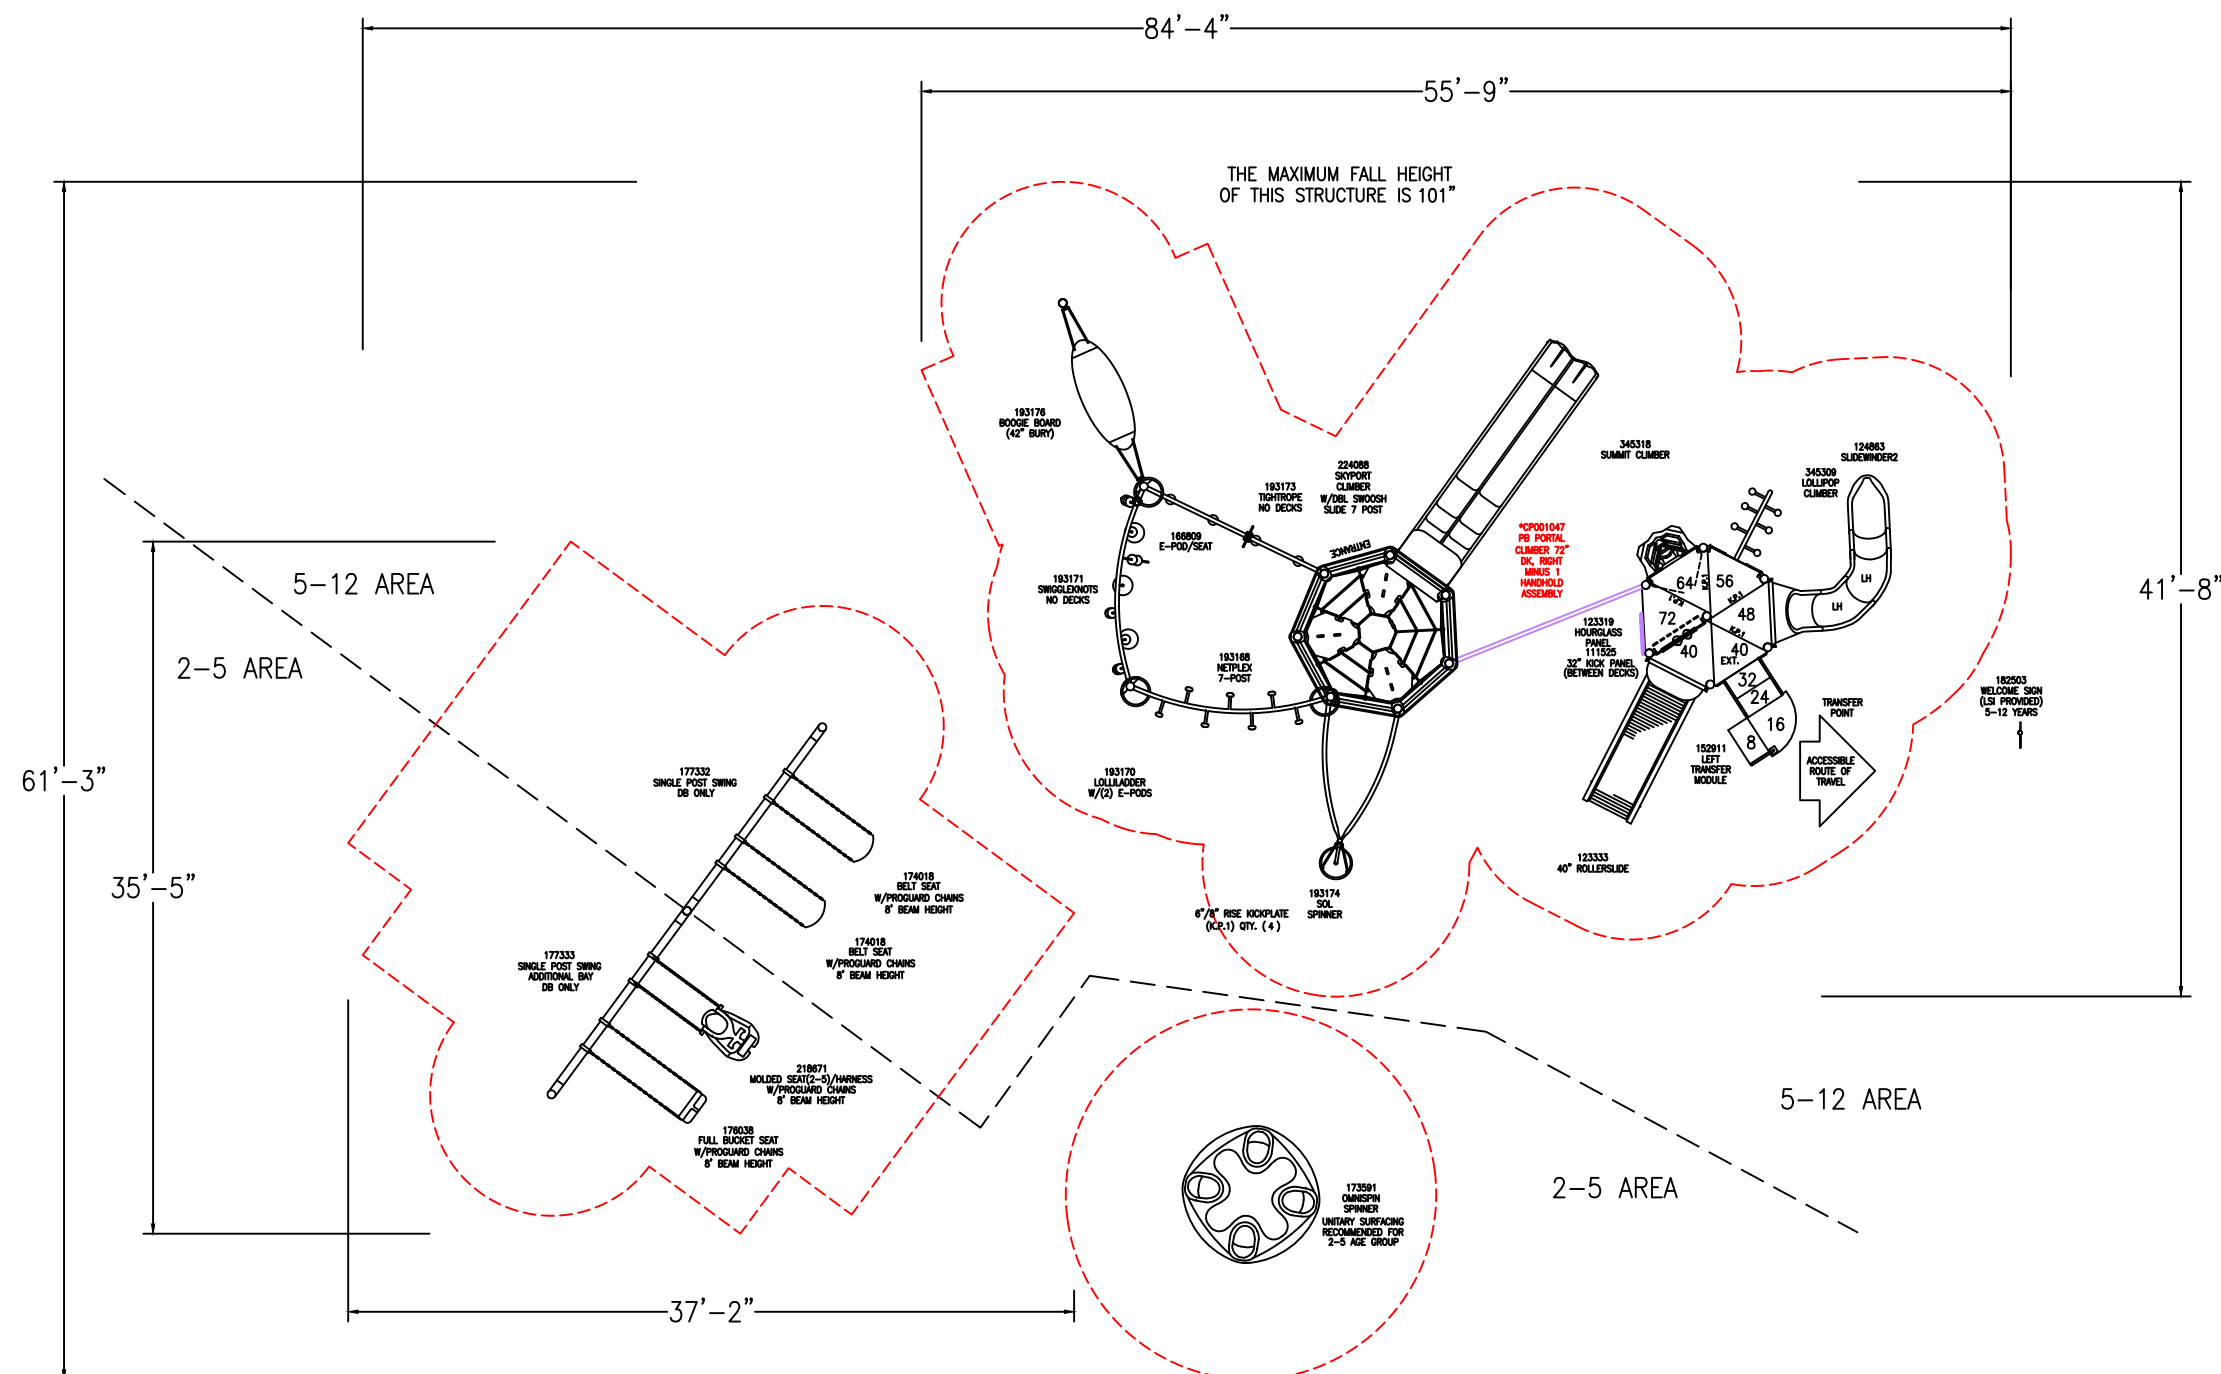 84'-4"
55'-9"
THE MAXIMUM FALL HEIGHT
OF THIS STRUCTURE IS 101"
193176
BOOGIE BOARD
(42" BURY)
193173
TIGHTROPE
NO DECKS
224088
SKYPORT
CLIMBER
W/DBL SWOOSH
SLIDE 7 POST
345318
SUMMIT CLIMBER
124863
SLIDEWINDER2
345309
LOLLIPOP
CLIMBER
166809
E-POD/SEAT
ENTRANCE
*CP001047
PB PORTAL
CLIMBER 72"
DK, RIGHT
MINUS 1
HANDHOLD
ASSEMBLY
193171
SWIGGLEKNOTS
NO DECKS
5-12 AREA
2-5 AREA
41'-8"
64
K.P.1
56
K.P.1
K.P.1
72
48
K.P.1
40
40
EXT.
LH
LH
123319
HOURGLASS
PANEL
111525
32" KICK PANEL
(BETWEEN DECKS)
193168
NETPLEX
7-POST
32
24
16
8
TRANSFER
POINT
182503
WELCOME SIGN
(LSI PROVIDED)
5-12 YEARS
152911
LEFT
TRANSFER
MODULE
ACCESSIBLE
ROUTE OF
TRAVEL
61'-3"
35'-5"
177332
SINGLE POST SWING
DB ONLY
193170
LOLLILADDER
W/(2) E-PODS
123333
40" ROLLERSLIDE
174018
BELT SEAT
W/PROGUARD CHAINS
8' BEAM HEIGHT
193174
SOL
SPINNER
6"/8" RISE KICKPLATE
(K.P.1) QTY. ( 4 )
174018
BELT SEAT
W/PROGUARD CHAINS
8' BEAM HEIGHT
177333
SINGLE POST SWING
ADDITIONAL BAY
DB ONLY
218671
MOLDED SEAT(2-5)/HARNESS
W/PROGUARD CHAINS
8' BEAM HEIGHT
176038
FULL BUCKET SEAT
W/PROGUARD CHAINS
8' BEAM HEIGHT
5-12 AREA
2-5 AREA
173591
OMNISPIN
SPINNER
UNITARY SURFACING
RECOMMENDED FOR
2-5 AGE GROUP
37'-2"